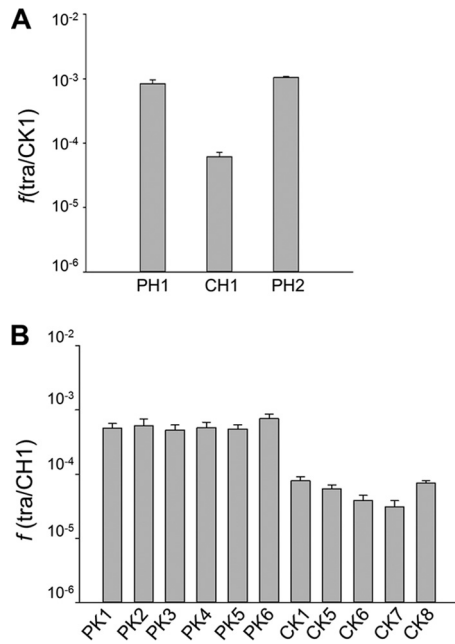 A
f(tra/CK1)
10-2
10-3
10-4
10-5
10-6
PH1 CH1 PH2
B
f (tra/CH1)
10-2
10-3
10-4
10-5
10-6
PK1 PK2 PK3 PK4 PK5 PK6 CK1 CK5 CK6 CK7 CK8